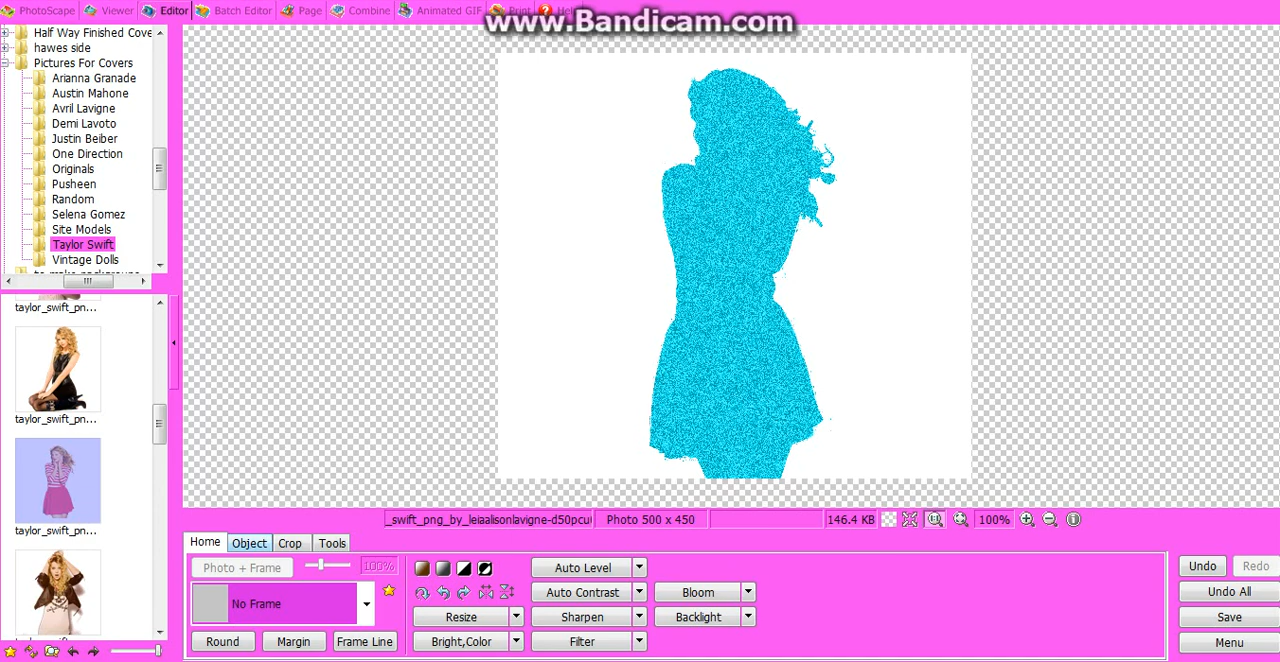 PhotoScape Viewer Editor Batch Editor Page Combine Animated GIF Print Help
www.Bandicam.com
Half Way Finished Cove
hawes side
Pictures For Covers
Arianna Granade
Austin Mahone
Avril Lavigne
Demi Lavoto
Justin Beiber
One Direction
Originals
Pusheen
Random
Selena Gomez
Site Models
Taylor Swift
Vintage Dolls
taylor_swift_pn...
taylor_swift_pn...
taylor_swift_pn...
_swift_png_by_leiaalisonlavigne-d50pcu Photo 500 x 450 146.4 KB 100%
Home Object Crop Tools
Photo + Frame 100%
No Frame
Round Margin Frame Line
Auto Level
Auto Contrast Bloom
Resize Sharpen Backlight
Bright,Color Filter
Undo Redo
Undo All
Save
Menu